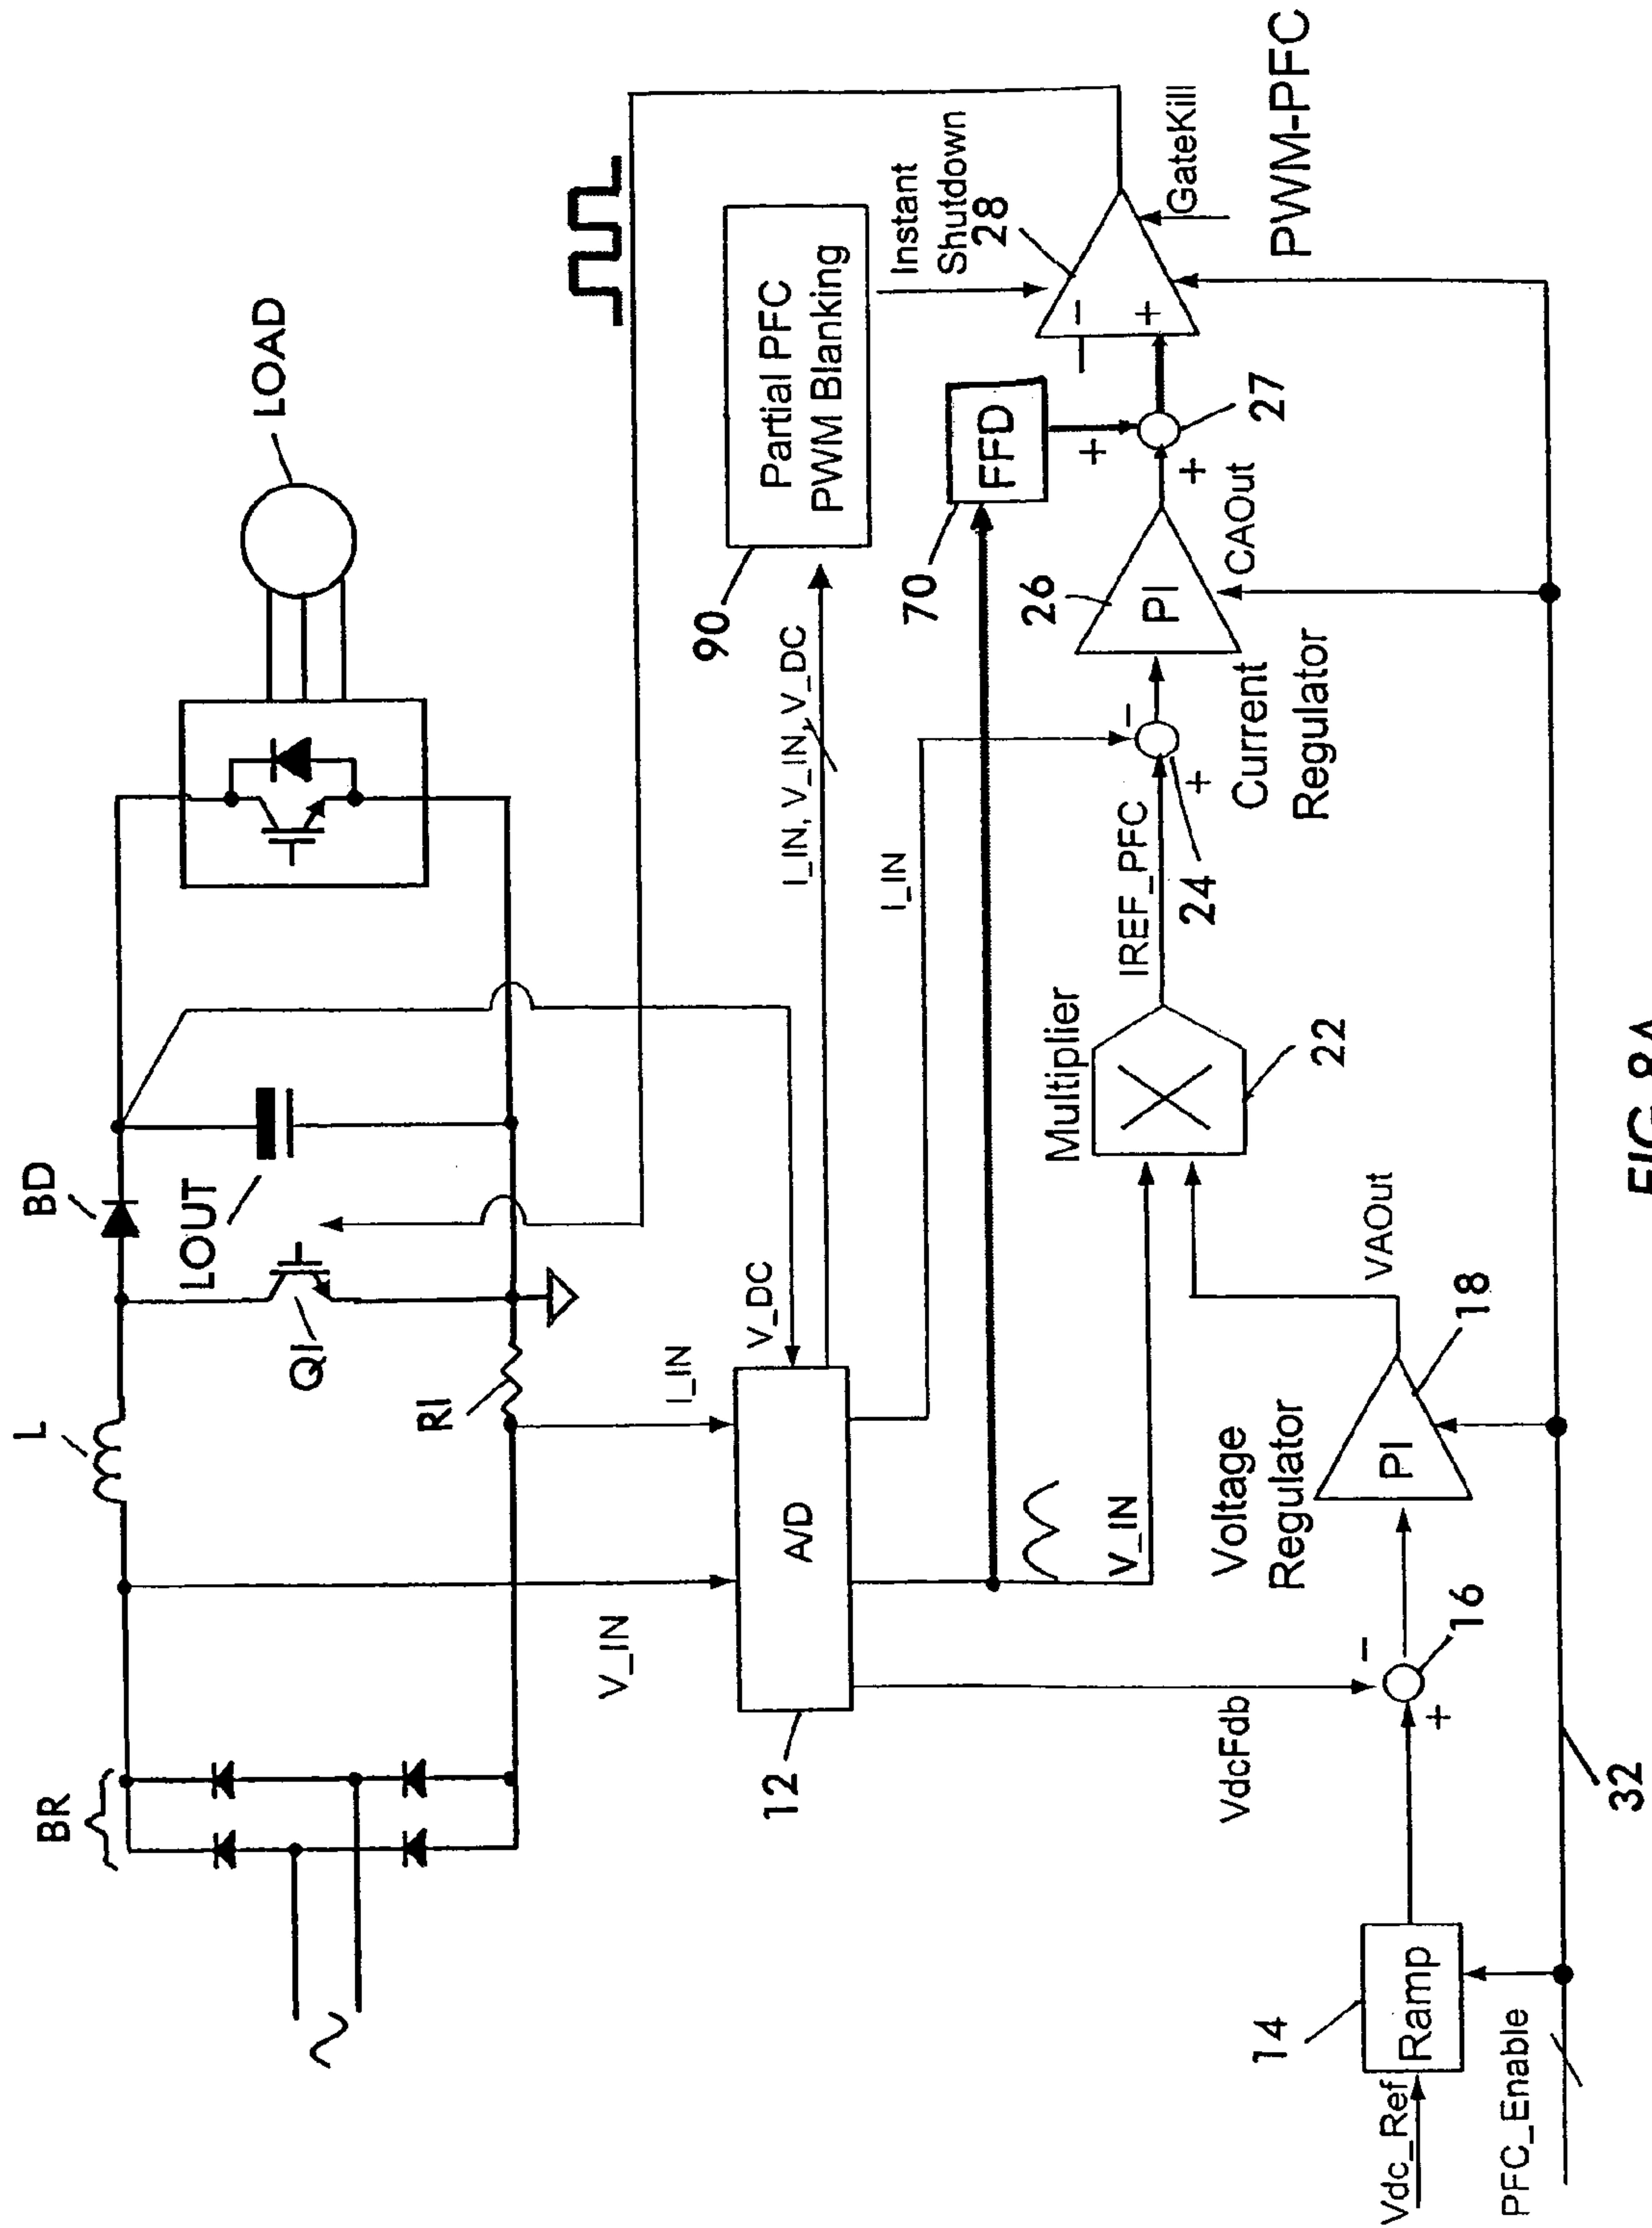 BR
L
BD
QI
LOUT
RI
LOAD
V_IN
I_IN
V_DC
12
A/D
I_IN, V_IN, V_DC
90
Partial PFC
PWM Blanking
Instant
Shutdown
28
I_IN
70
FFD
V_IN
Multiplier
22
IREF_PFC
24
+
−
26
PI
CAOut
Current
Regulator
+
+
27
−
+
GateKill
PWM-PFC
VdcFdb
Vdc_Ref
14
Ramp
+
−
16
Voltage
Regulator
PI
18
VAOut
PFC_Enable
32
FIG. 8A